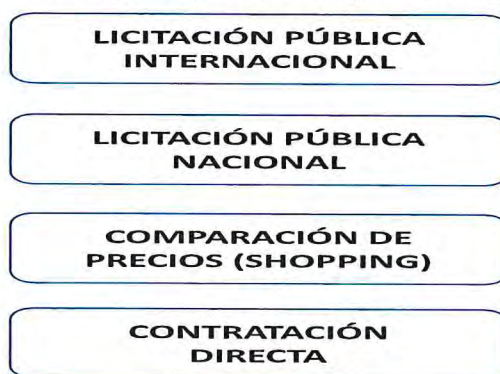 LICITACIÓN PÚBLICA
INTERNACIONAL
LICITACIÓN PÚBLICA
NACIONAL
COMPARACIÓN DE
PRECIOS (SHOPPING)
CONTRATACIÓN
DIRECTA